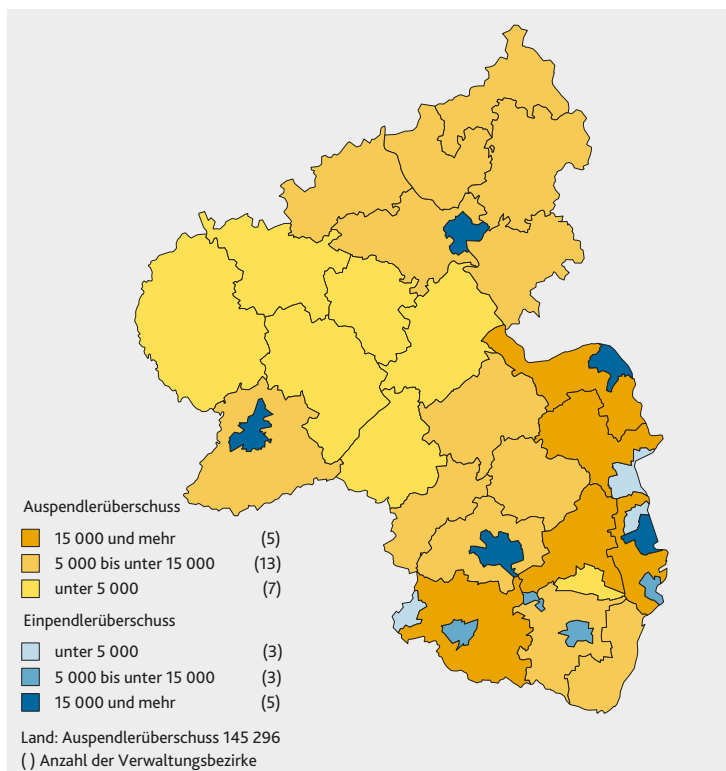 Auspendlerüberschuss
15 000 und mehr (5)
5 000 bis unter 15 000 (13)
unter 5 000 (7)
Einpendlerüberschuss
unter 5 000 (3)
5 000 bis unter 15 000 (3)
15 000 und mehr (5)
Land: Auspendlerüberschuss 145 296
( ) Anzahl der Verwaltungsbezirke